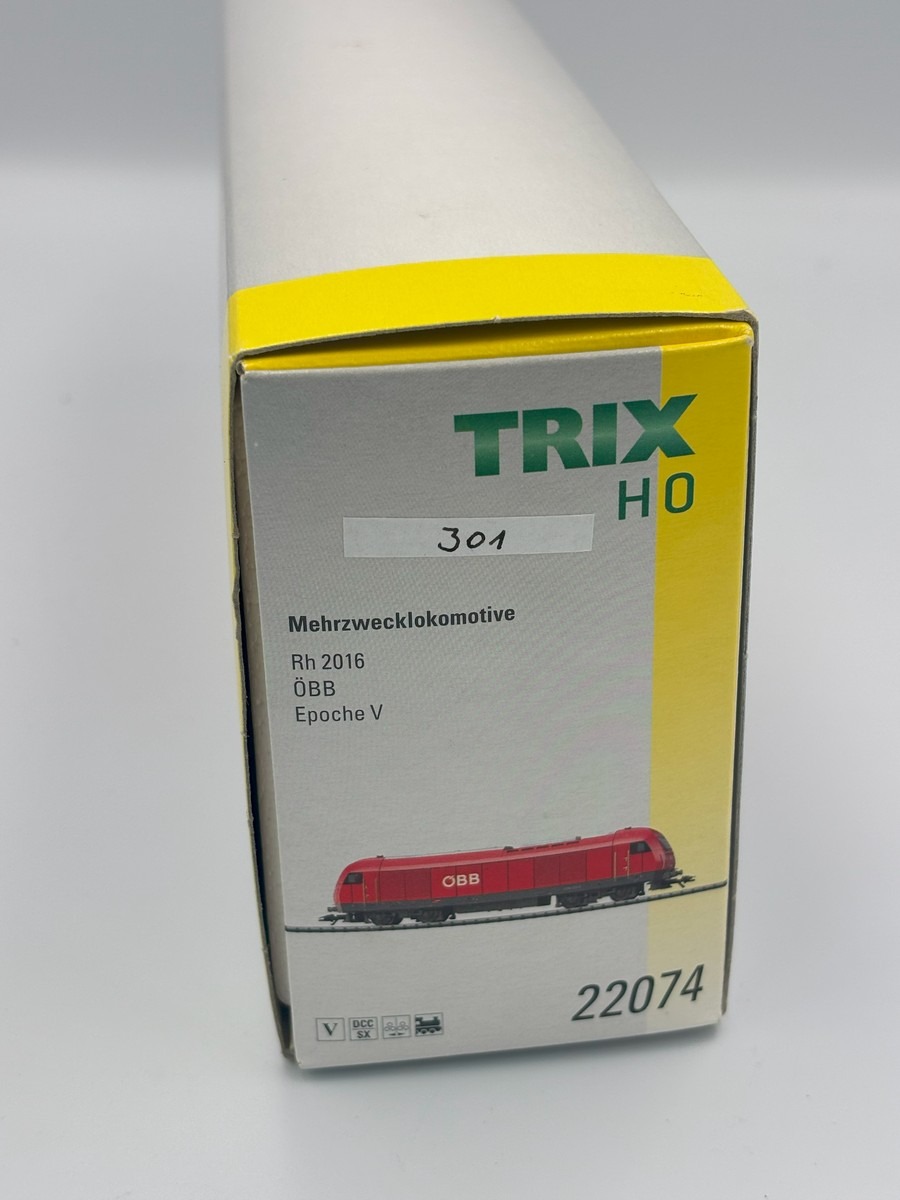 TRIX
H0
301
Mehrzwecklokomotive
Rh 2016
ÖBB
Epoche V
ÖBB
22074
V
DCC
SX